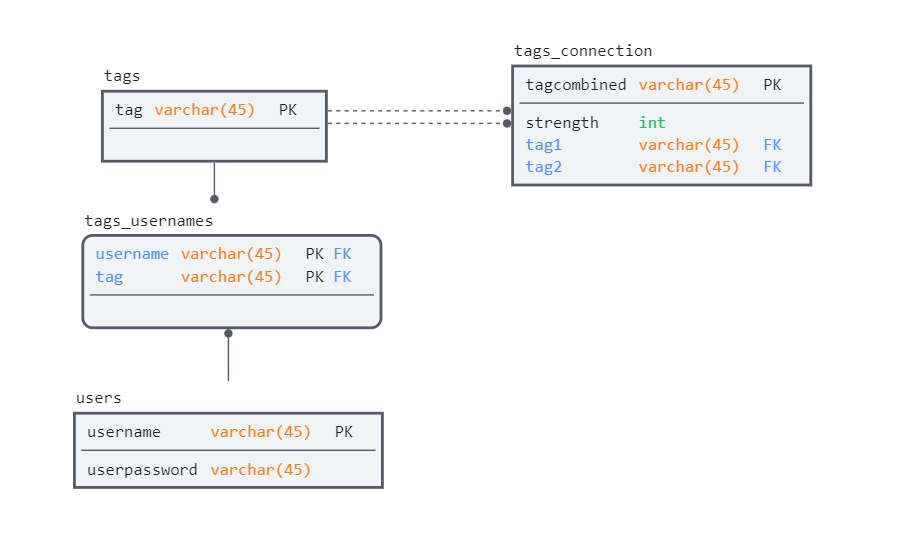 tags
tag varchar(45) PK
tags_connection
tagcombined varchar(45) PK
strength int
tag1 varchar(45) FK
tag2 varchar(45) FK
tags_usernames
username varchar(45) PK FK
tag varchar(45) PK FK
users
username varchar(45) PK
userpassword varchar(45)